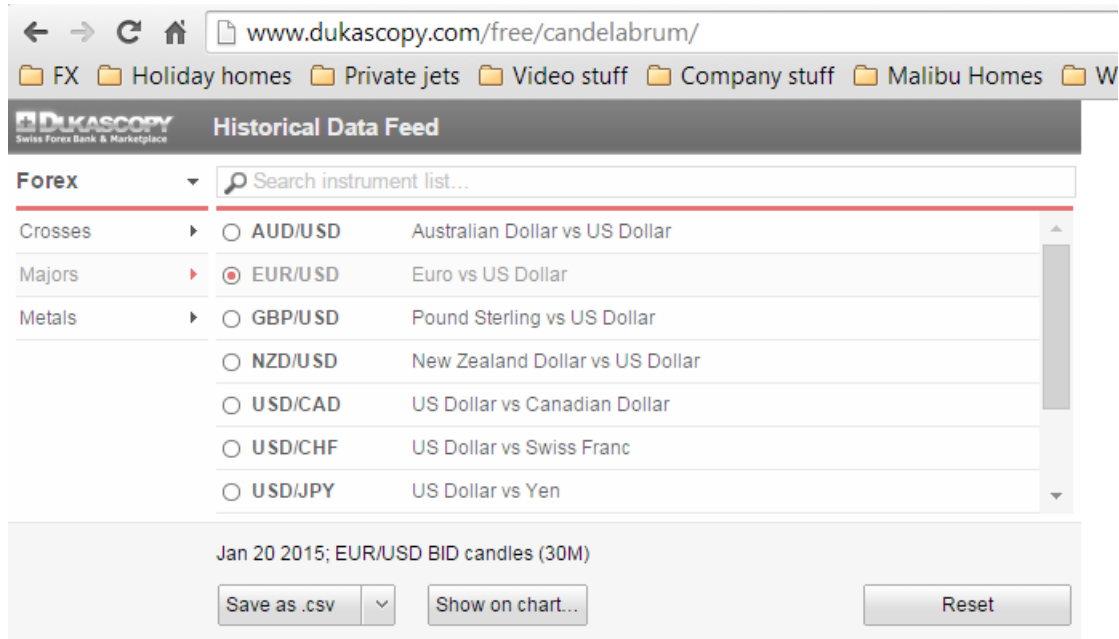 www.dukascopy.com/free/candelabrum/
FX Holiday homes Private jets Video stuff Company stuff Malibu Homes W
DUKASCOPY Historical Data Feed
Swiss Forex Bank & Marketplace
Forex Search instrument list...
Crosses AUD/USD Australian Dollar vs US Dollar
Majors EUR/USD Euro vs US Dollar
Metals GBP/USD Pound Sterling vs US Dollar
NZD/USD New Zealand Dollar vs US Dollar
USD/CAD US Dollar vs Canadian Dollar
USD/CHF US Dollar vs Swiss Franc
USD/JPY US Dollar vs Yen
Jan 20 2015; EUR/USD BID candles (30M)
Save as .csv Show on chart... Reset